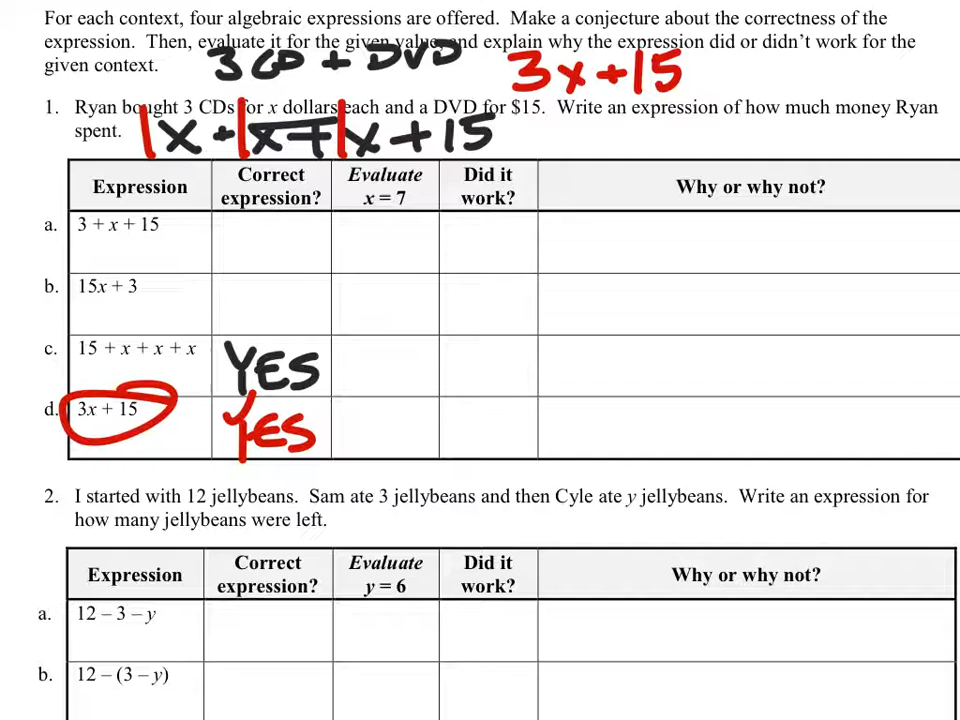 For each context, four algebraic expressions are offered. Make a conjecture about the correctness of the
expression. Then, evaluate it for the given value, and explain why the expression did or didn't work for the
given context.
3 CD + DVD
3x+15
1. Ryan bought 3 CDs for x dollars each and a DVD for $15. Write an expression of how much money Ryan
spent.
1x + 1x + 1x + 15
Expression Correct expression? Evaluate x = 7 Did it work? Why or why not?
a. 3 + x + 15
b. 15x + 3
c. 15 + x + x + x YES
d. 3x + 15 YES
2. I started with 12 jellybeans. Sam ate 3 jellybeans and then Cyle ate y jellybeans. Write an expression for
how many jellybeans were left.
Expression Correct expression? Evaluate y = 6 Did it work? Why or why not?
a. 12 – 3 – y
b. 12 – (3 – y)